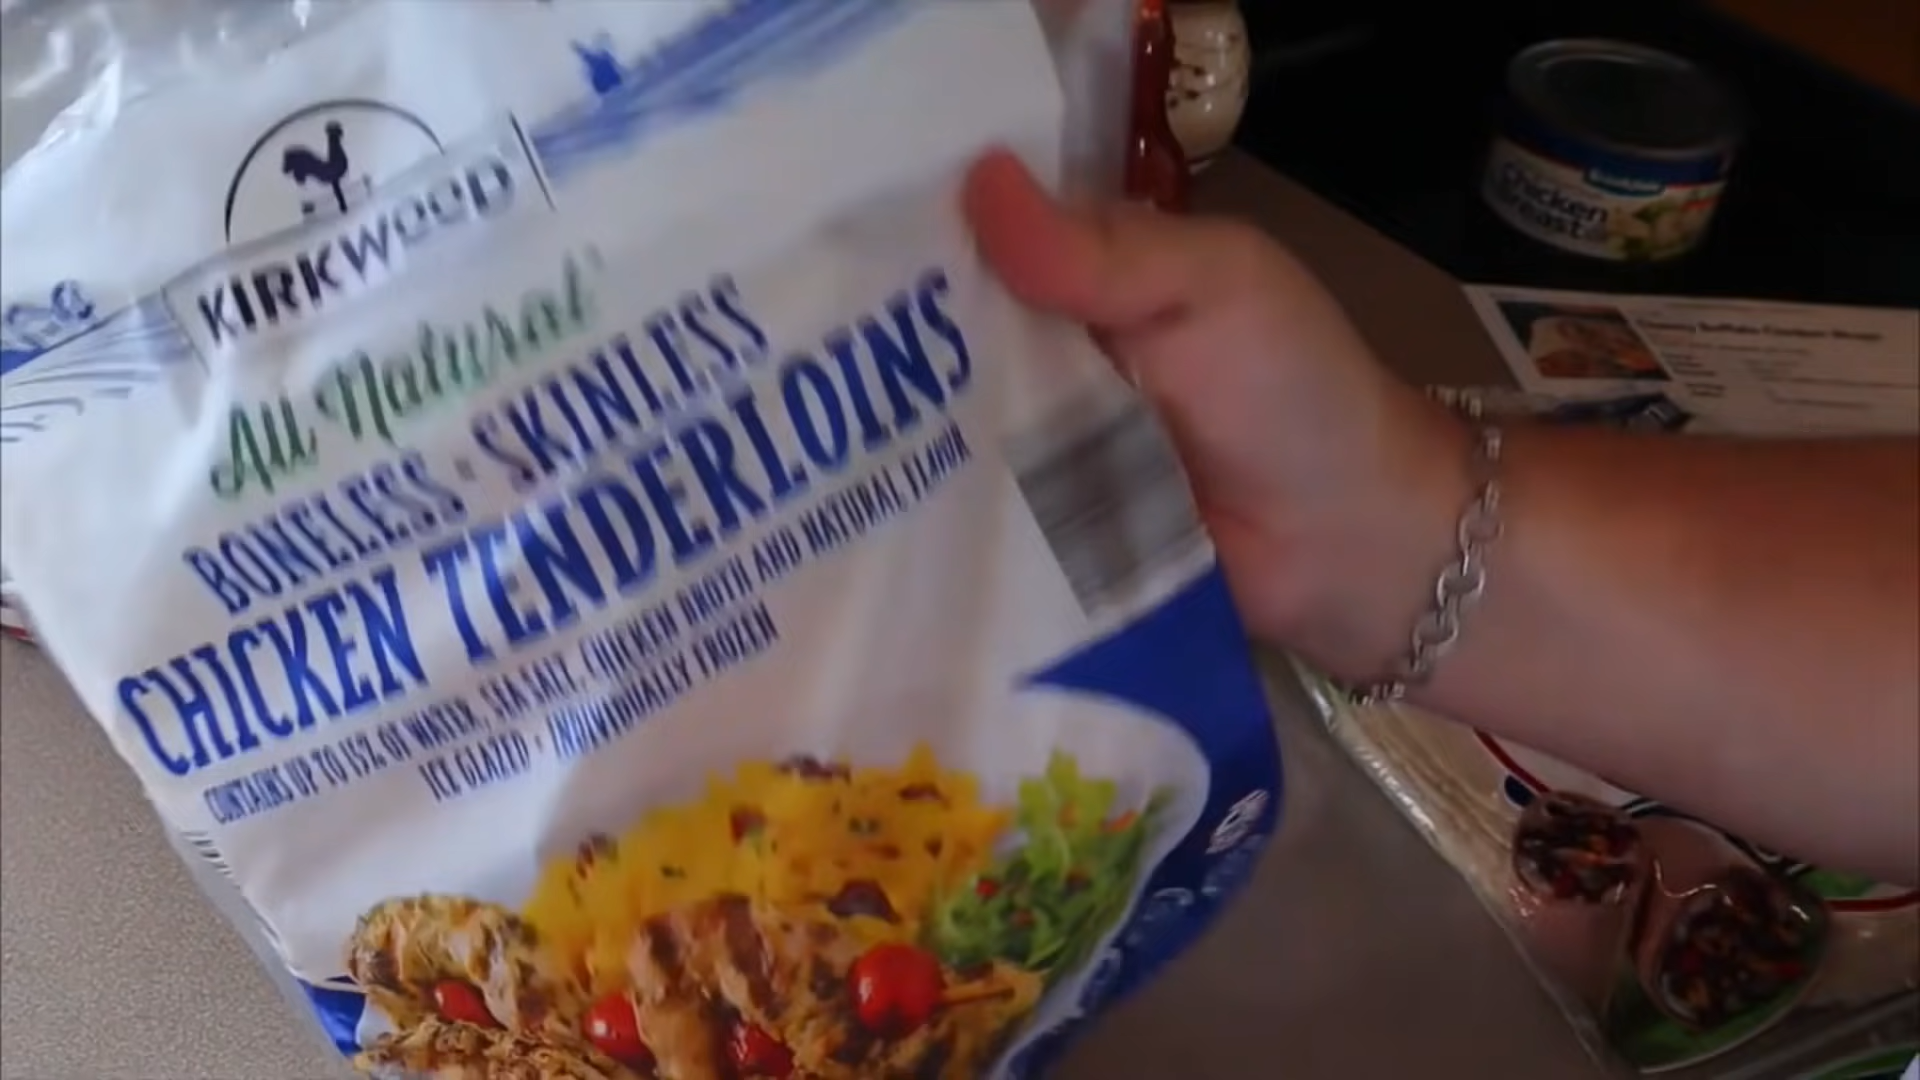 KIRKWOOD
All Natural*
BONELESS • SKINLESS
CHICKEN TENDERLOINS
CONTAINS UP TO 15% OF WATER, SEA SALT, CHICKEN BROTH AND NATURAL FLAVOR
ICE GLAZED • INDIVIDUALLY FROZEN
Chicken
Breast